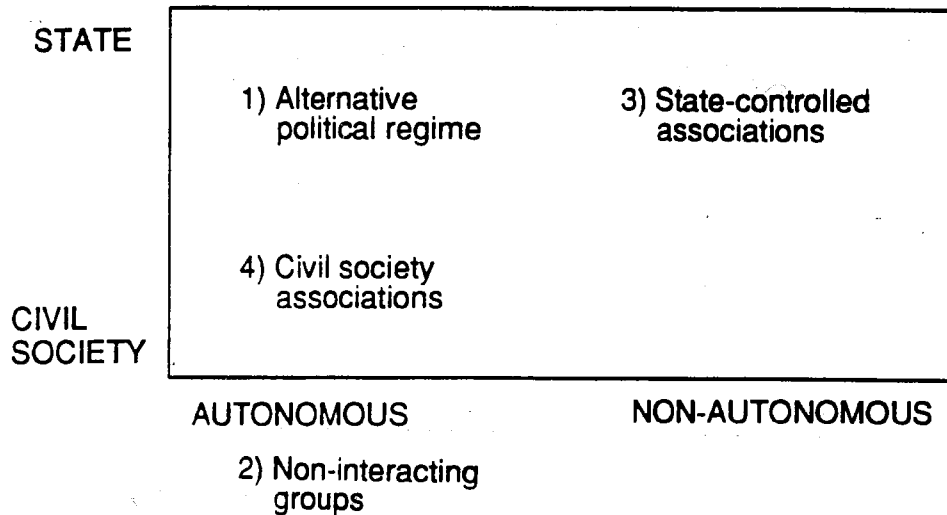 STATE
1) Alternative
political regime
3) State-controlled
associations
4) Civil society
associations
CIVIL
SOCIETY
AUTONOMOUS
NON-AUTONOMOUS
2) Non-interacting
groups